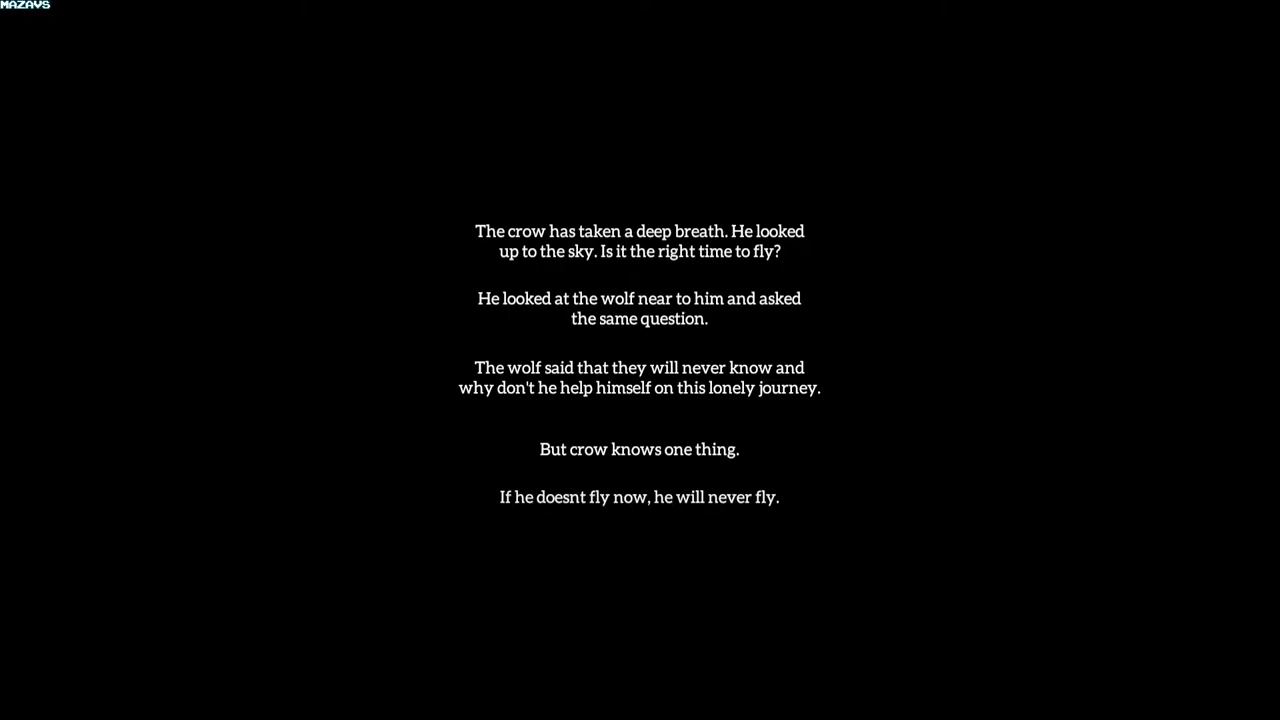 MAZAVS
The crow has taken a deep breath. He looked
up to the sky. Is it the right time to fly?
He looked at the wolf near to him and asked
the same question.
The wolf said that they will never know and
why don't he help himself on this lonely journey.
But crow knows one thing.
If he doesnt fly now, he will never fly.